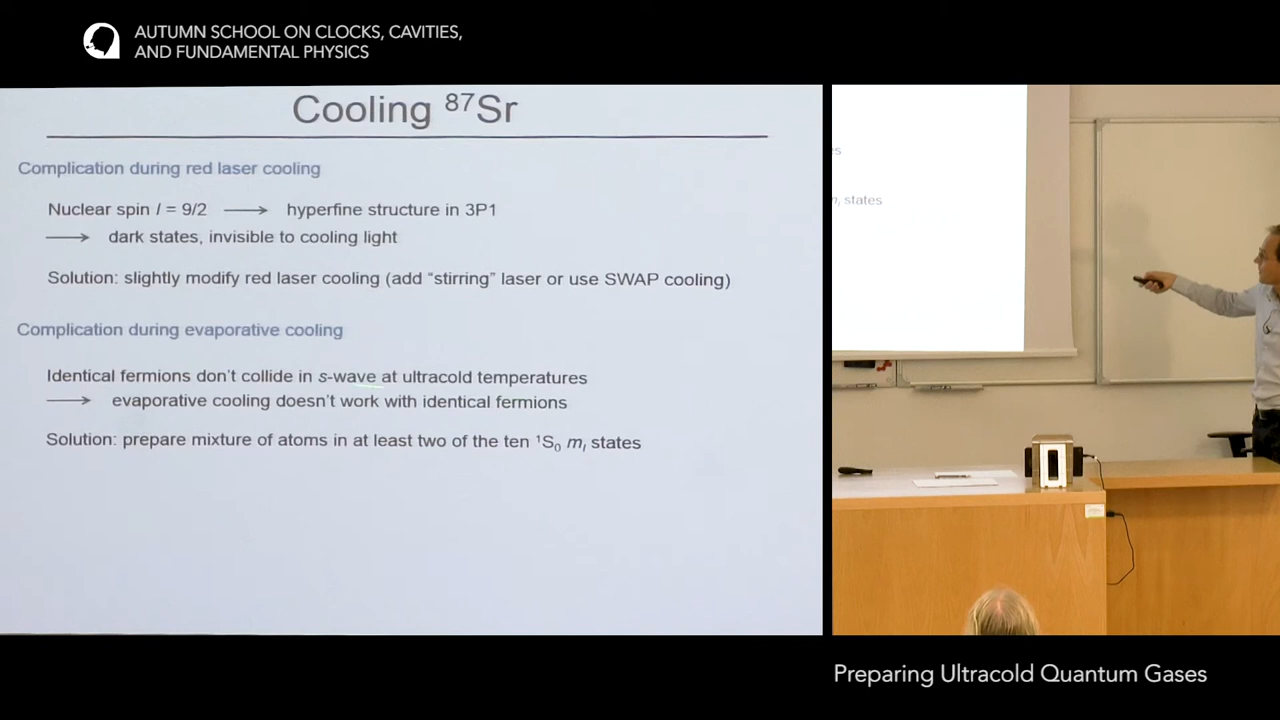 AUTUMN SCHOOL ON CLOCKS, CAVITIES,
AND FUNDAMENTAL PHYSICS
Cooling ⁸⁷Sr
Complication during red laser cooling
Nuclear spin I = 9/2 ⟶ hyperfine structure in 3P1
⟶ dark states, invisible to cooling light
Solution: slightly modify red laser cooling (add “stirring” laser or use SWAP cooling)
Complication during evaporative cooling
Identical fermions don’t collide in s-wave at ultracold temperatures
⟶ evaporative cooling doesn’t work with identical fermions
Solution: prepare mixture of atoms in at least two of the ten ¹S₀ mᵢ states
states
Preparing Ultracold Quantum Gases